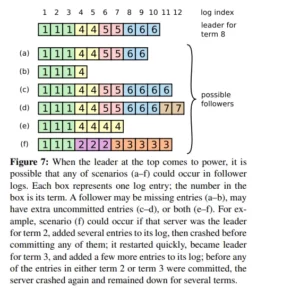 1 2 3 4 5 6 7 8 9 10 11 12 log index
1 1 1 4 4 5 5 6 6 6 leader for
term 8
(a) 1 1 1 4 4 5 5 6 6
(b) 1 1 1 4
(c) 1 1 1 4 4 5 5 6 6 6 6
(d) 1 1 1 4 4 5 5 6 6 6 7 7
(e) 1 1 1 4 4 4 4
(f) 1 1 1 2 2 2 3 3 3 3 3
possible
followers
Figure 7: When the leader at the top comes to power, it is
possible that any of scenarios (a–f) could occur in follower
logs. Each box represents one log entry; the number in the
box is its term. A follower may be missing entries (a–b), may
have extra uncommitted entries (c–d), or both (e–f). For ex-
ample, scenario (f) could occur if that server was the leader
for term 2, added several entries to its log, then crashed before
committing any of them; it restarted quickly, became leader
for term 3, and added a few more entries to its log; before any
of the entries in either term 2 or term 3 were committed, the
server crashed again and remained down for several terms.